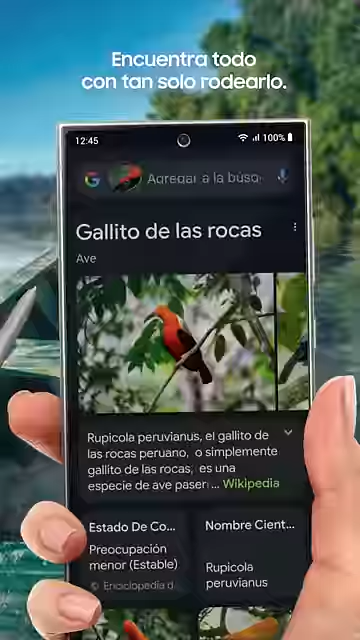 Encuentra todo
con tan solo rodearlo.
12:45
100%
Agregar a la búsq
Gallito de las rocas
Ave
Rupicola peruvianus, el gallito de
las rocas peruano, o simplemente
gallito de las rocas, es una
especie de ave paser... Wikipedia
Estado De Co...
Nombre Cient...
Preocupación
menor (Estable)
© Enciclopedia d
Rupicola
peruvianus